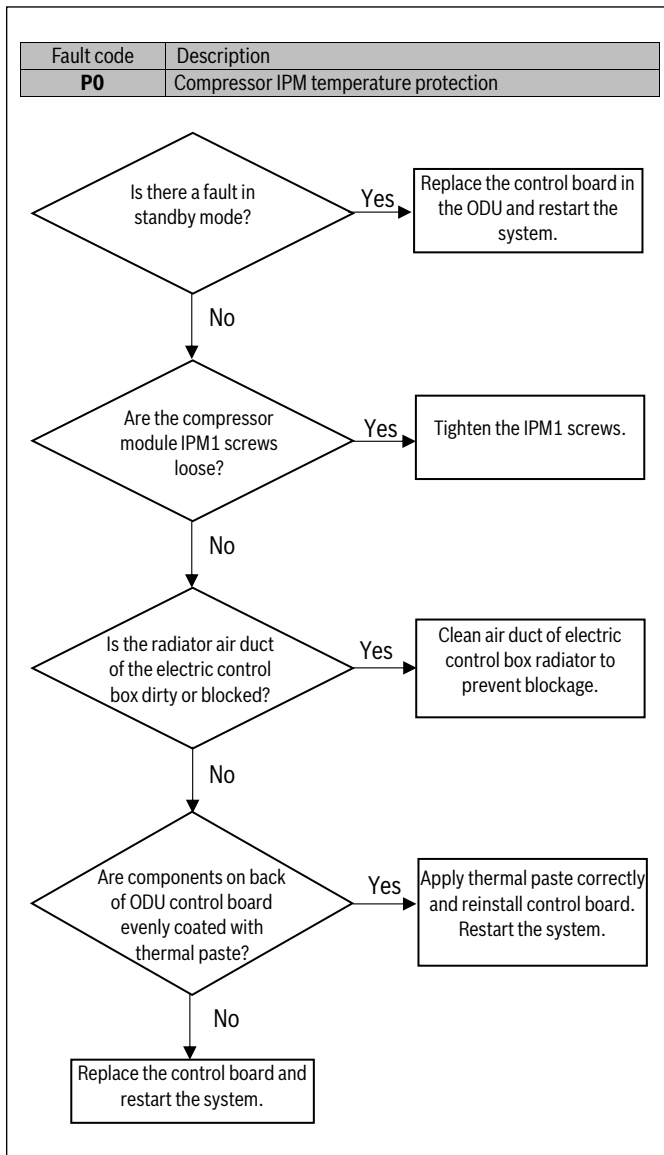 Fault code Description
P0 Compressor IPM temperature protection
Is there a fault in
standby mode?
Yes
Replace the control board in
the ODU and restart the
system.
No
Are the compressor
module IPM1 screws
loose?
Yes
Tighten the IPM1 screws.
No
Is the radiator air duct
of the electric control
box dirty or blocked?
Yes
Clean air duct of electric
control box radiator to
prevent blockage.
No
Are components on back
of ODU control board
evenly coated with
thermal paste?
Yes
Apply thermal paste correctly
and reinstall control board.
Restart the system.
No
Replace the control board and
restart the system.